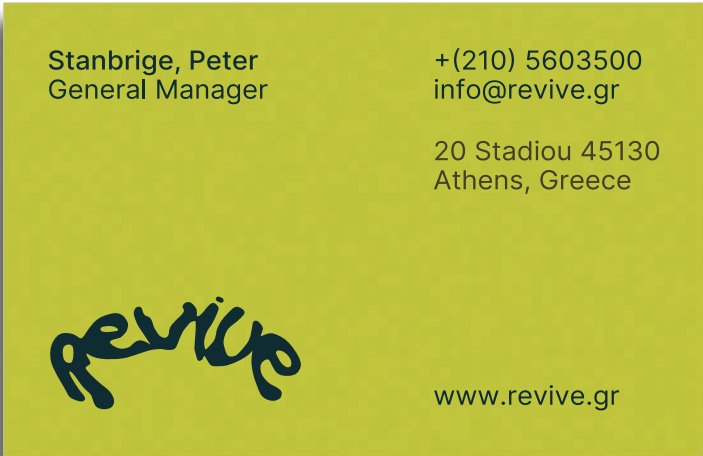 Stanbrige, Peter
General Manager
+(210) 5603500
info@revive.gr
20 Stadiou 45130
Athens, Greece
Revive
www.revive.gr